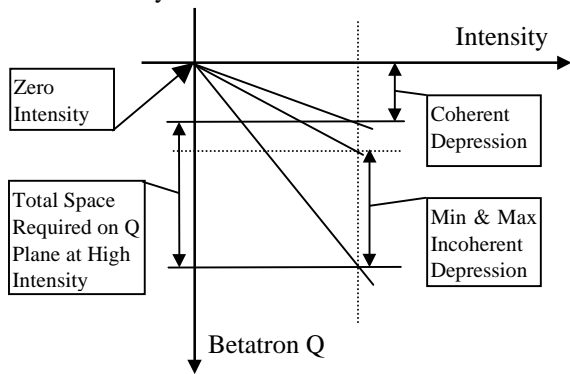 Intensity
Zero
Intensity
Coherent
Depression
Total Space
Required on Q
Plane at High
Intensity
Min & Max
Incoherent
Depression
Betatron Q